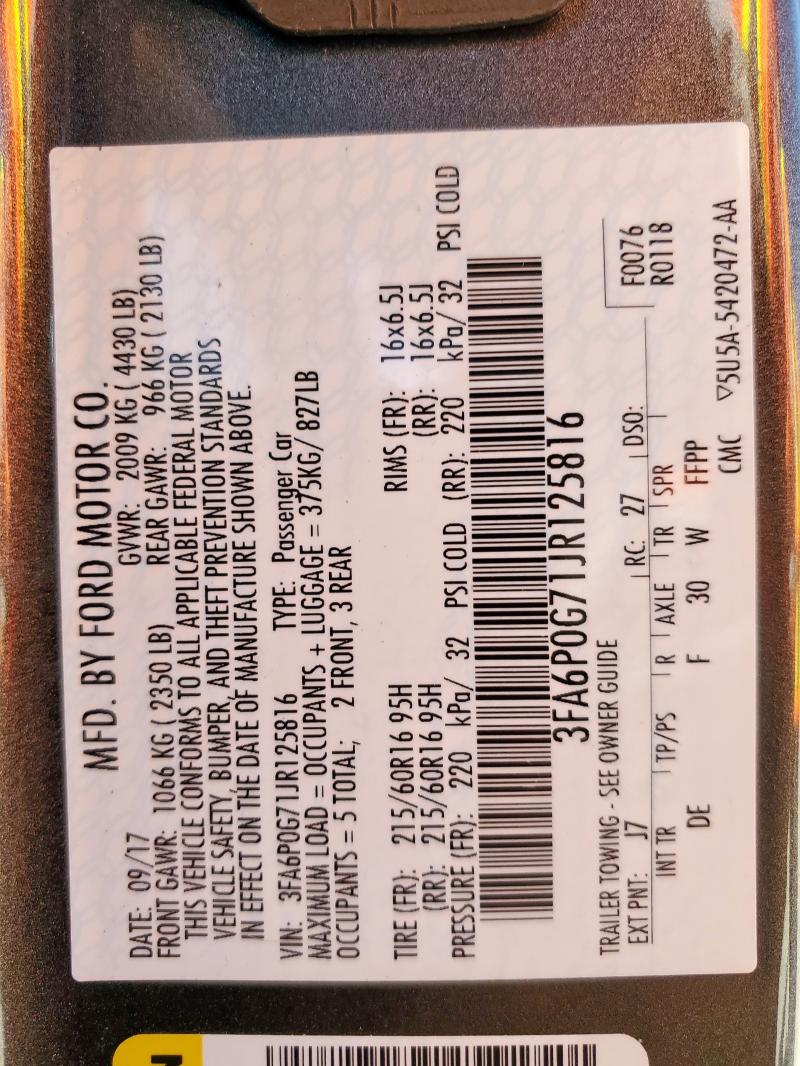 MFD. BY FORD MOTOR CO.
DATE: 09/17 GVWR: 2009 KG ( 4430 LB)
FRONT GAWR: 1066 KG ( 2350 LB) REAR GAWR: 966 KG ( 2130 LB)
THIS VEHICLE CONFORMS TO ALL APPLICABLE FEDERAL MOTOR
VEHICLE SAFETY, BUMPER, AND THEFT PREVENTION STANDARDS
IN EFFECT ON THE DATE OF MANUFACTURE SHOWN ABOVE.
VIN: 3FA6P0G71JR125816 TYPE: Passenger Car
MAXIMUM LOAD = OCCUPANTS + LUGGAGE = 375KG/ 827LB
OCCUPANTS = 5 TOTAL; 2 FRONT, 3 REAR
TIRE (FR): 215/60R16 95H RIMS (FR): 16x6.5J
(RR): 215/60R16 95H (RR): 16x6.5J
PRESSURE (FR): 220 kPa/ 32 PSI COLD (RR): 220 kPa/ 32 PSI COLD
3FA6P0G71JR125816
TRAILER TOWING - SEE OWNER GUIDE
F0076
EXT PNT: J7 RC: 27 DSO: R0118
INT TR TP/PS R AXLE TR SPR
DE F 30 W FFPP
CMC ▽5U5A-5420472-AA
N